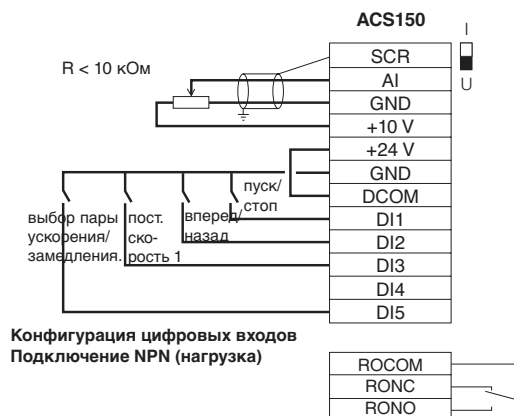 ACS150
I
SCR
R < 10 кОм
AI
U
GND
+10 V
+24 V
GND
пуск/
стоп
DCOM
выбор пары
ускорения/
замедления.
пост.
ско-
рость 1
вперед/
назад
DI1
DI2
DI3
DI4
DI5
Конфигурация цифровых входов
Подключение NPN (нагрузка)
ROCOM
RONC
RONO